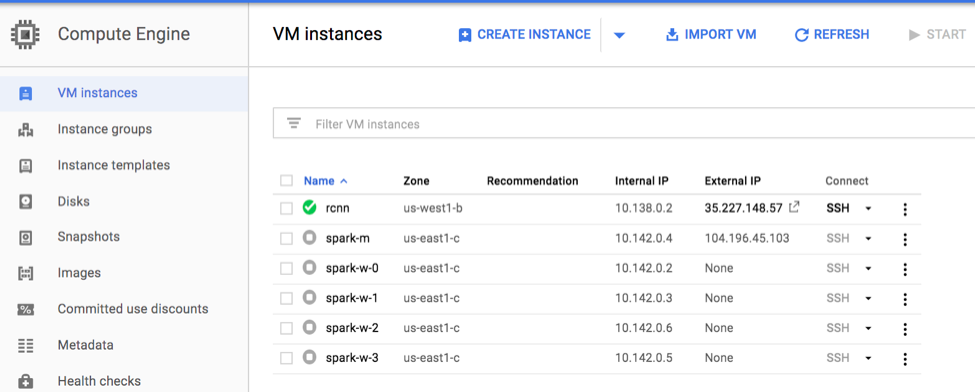 Compute Engine
VM instances
CREATE INSTANCE
IMPORT VM
REFRESH
START
VM instances
Instance groups
Instance templates
Disks
Snapshots
Images
Committed use discounts
Metadata
Health checks
Filter VM instances
Name Zone Recommendation Internal IP External IP Connect
rcnn us-west1-b 10.138.0.2 35.227.148.57 SSH
spark-m us-east1-c 10.142.0.4 104.196.45.103 SSH
spark-w-0 us-east1-c 10.142.0.2 None SSH
spark-w-1 us-east1-c 10.142.0.3 None SSH
spark-w-2 us-east1-c 10.142.0.6 None SSH
spark-w-3 us-east1-c 10.142.0.5 None SSH